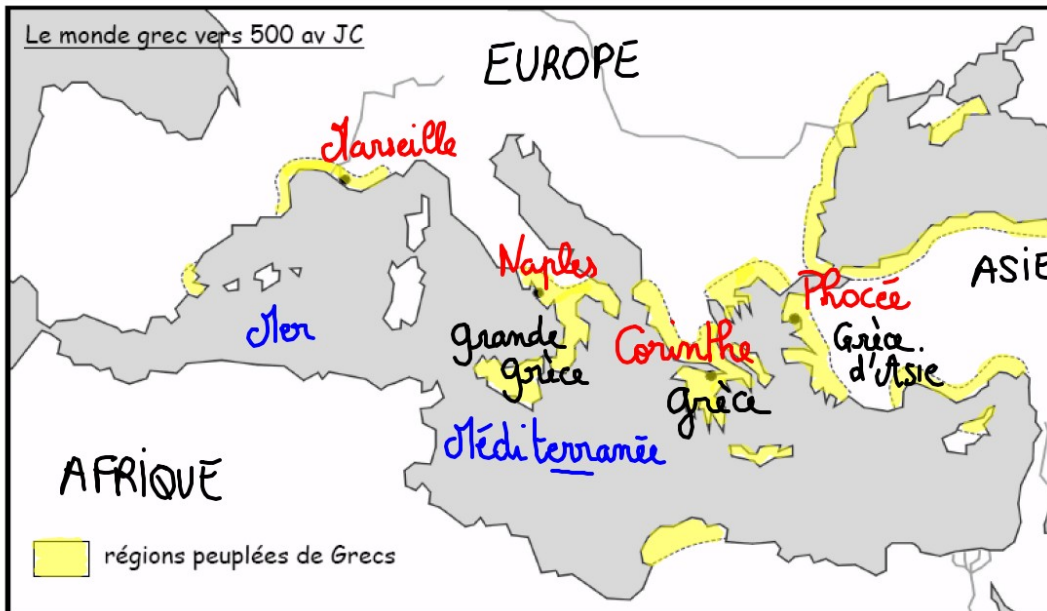 Le monde grec vers 500 av JC
EUROPE
Marseille
Naples
ASIE
Phocée
Mer
grande
grèce
Corinthe
Grèce
d'Asie
grèce
Méditerranée
AFRIQUE
régions peuplées de Grecs